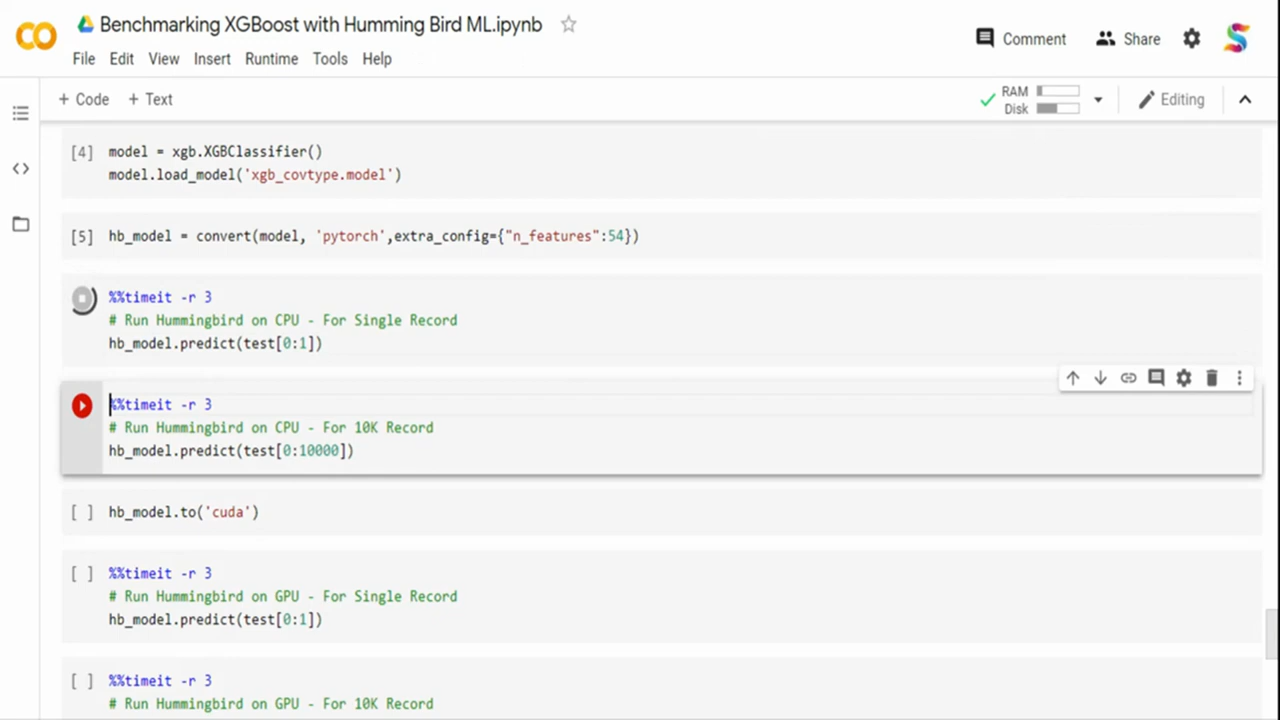 Benchmarking XGBoost with Humming Bird ML.ipynb
Comment
Share
File Edit View Insert Runtime Tools Help
+ Code + Text
RAM
Disk
Editing
[4] model = xgb.XGBClassifier()
model.load_model('xgb_covtype.model')
[5] hb_model = convert(model, 'pytorch',extra_config={"n_features":54})
%%timeit -r 3
# Run Hummingbird on CPU - For Single Record
hb_model.predict(test[0:1])
%%timeit -r 3
# Run Hummingbird on CPU - For 10K Record
hb_model.predict(test[0:10000])
[ ] hb_model.to('cuda')
[ ] %%timeit -r 3
# Run Hummingbird on GPU - For Single Record
hb_model.predict(test[0:1])
[ ] %%timeit -r 3
# Run Hummingbird on GPU - For 10K Record